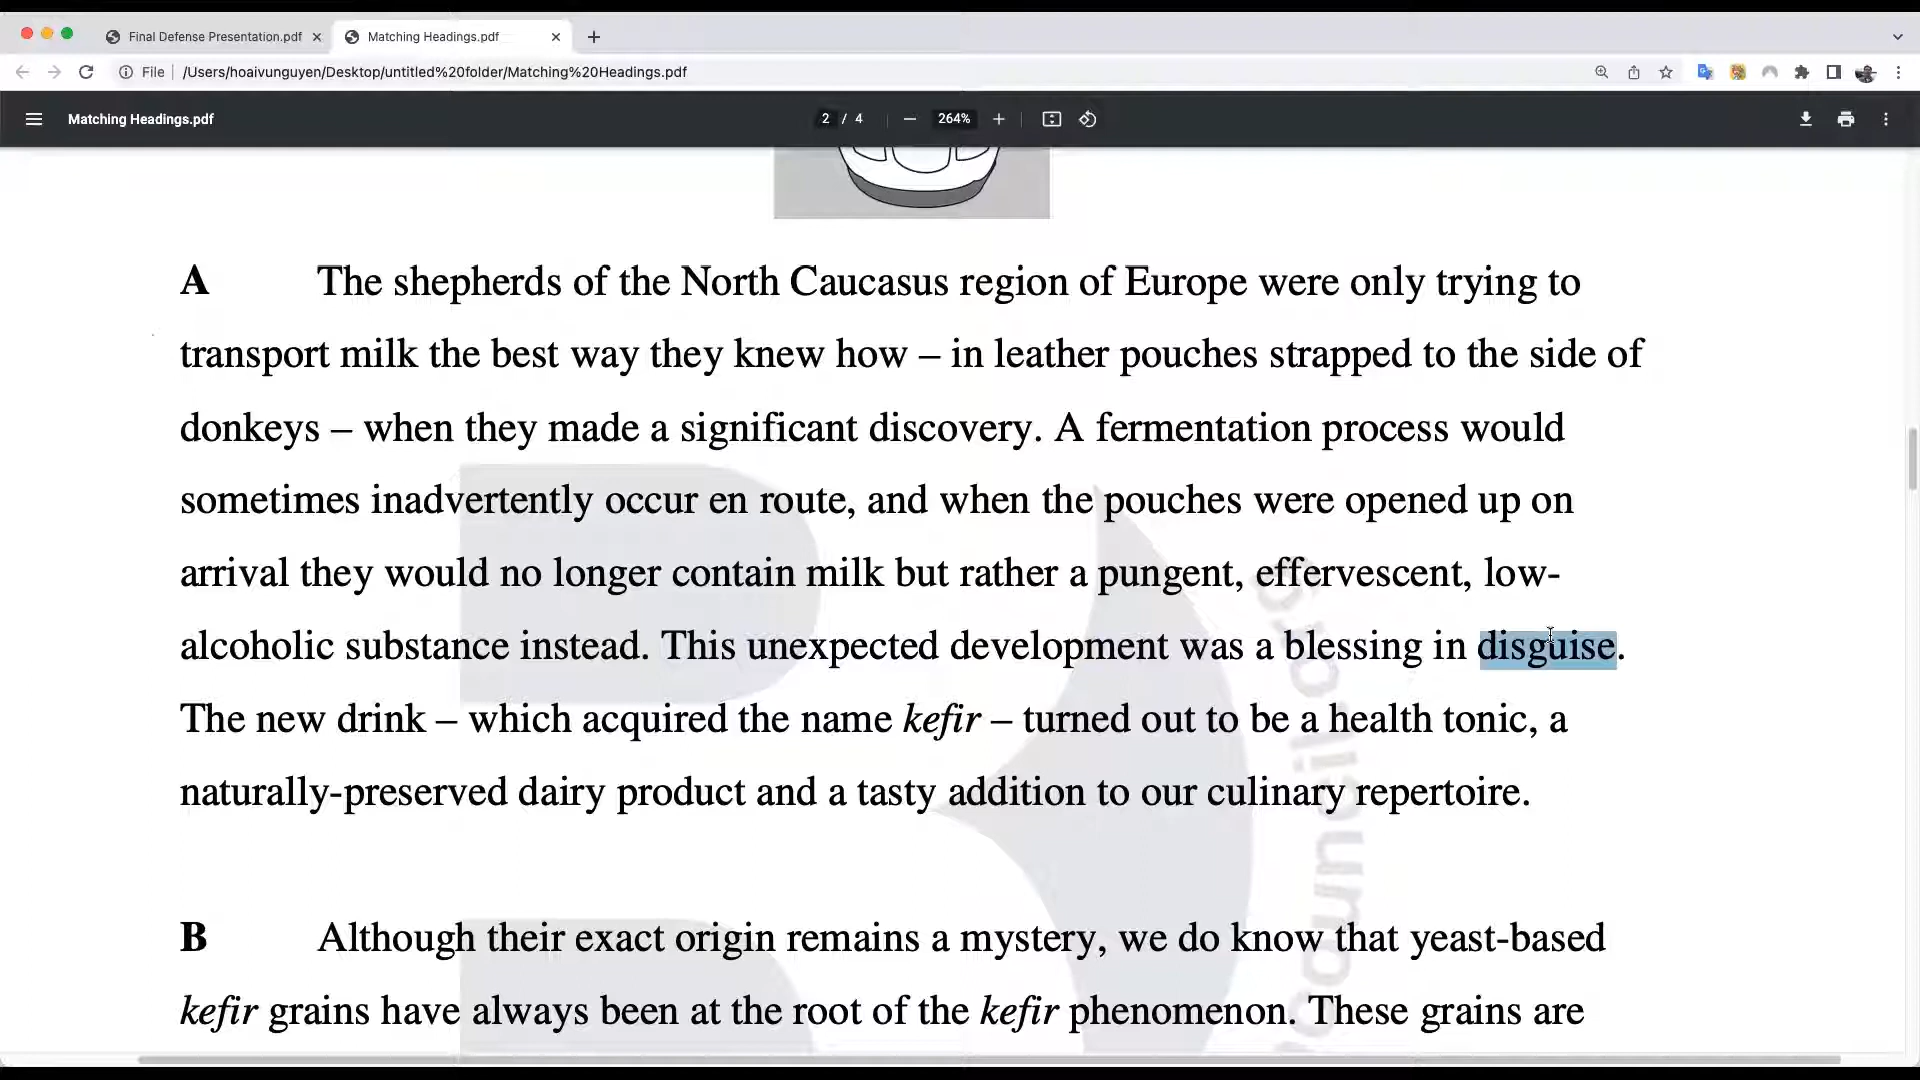 Final Defense Presentation.pdf
Matching Headings.pdf
File
/Users/hoaivunguyen/Desktop/untitled%20folder/Matching%20Headings.pdf
Matching Headings.pdf
2 / 4
264%
A The shepherds of the North Caucasus region of Europe were only trying to
transport milk the best way they knew how – in leather pouches strapped to the side of
donkeys – when they made a significant discovery. A fermentation process would
sometimes inadvertently occur en route, and when the pouches were opened up on
arrival they would no longer contain milk but rather a pungent, effervescent, low-
alcoholic substance instead. This unexpected development was a blessing in disguise.
The new drink – which acquired the name kefir – turned out to be a health tonic, a
naturally-preserved dairy product and a tasty addition to our culinary repertoire.
B Although their exact origin remains a mystery, we do know that yeast-based
kefir grains have always been at the root of the kefir phenomenon. These grains are